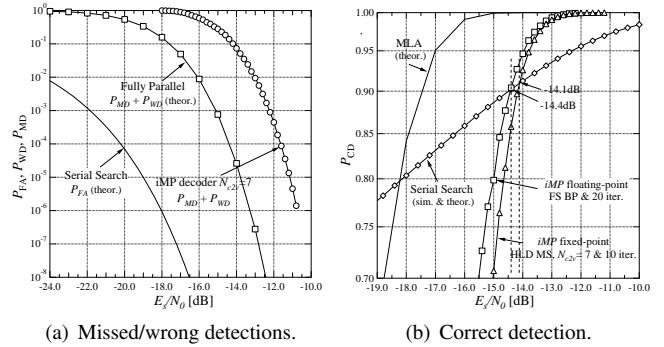 P_FA, P_WD, P_MD
10^0
10^-1
10^-2
10^-3
10^-4
10^-5
10^-6
10^-7
10^-8
Fully Parallel
P_MD + P_WD (theor.)
Serial Search
P_FA (theor.)
iMP decoder N_c2v=7
P_MD + P_WD
-24.0 -22.0 -20.0 -18.0 -16.0 -14.0 -12.0 -10.0
E_s/N_0 [dB]
(a) Missed/wrong detections.
P_CD
1.00
0.95
0.90
0.85
0.80
0.75
0.70
MLA
(theor.)
-14.1dB
-14.4dB
Serial Search
(sim. & theor.)
iMP floating-point
FS BP & 20 iter.
iMP fixed-point
HLD MS, N_c2v= 7 & 10 iter.
-19.0 -18.0 -17.0 -16.0 -15.0 -14.0 -13.0 -12.0 -11.0 -10.0
E_s/N_0 [dB]
(b) Correct detection.